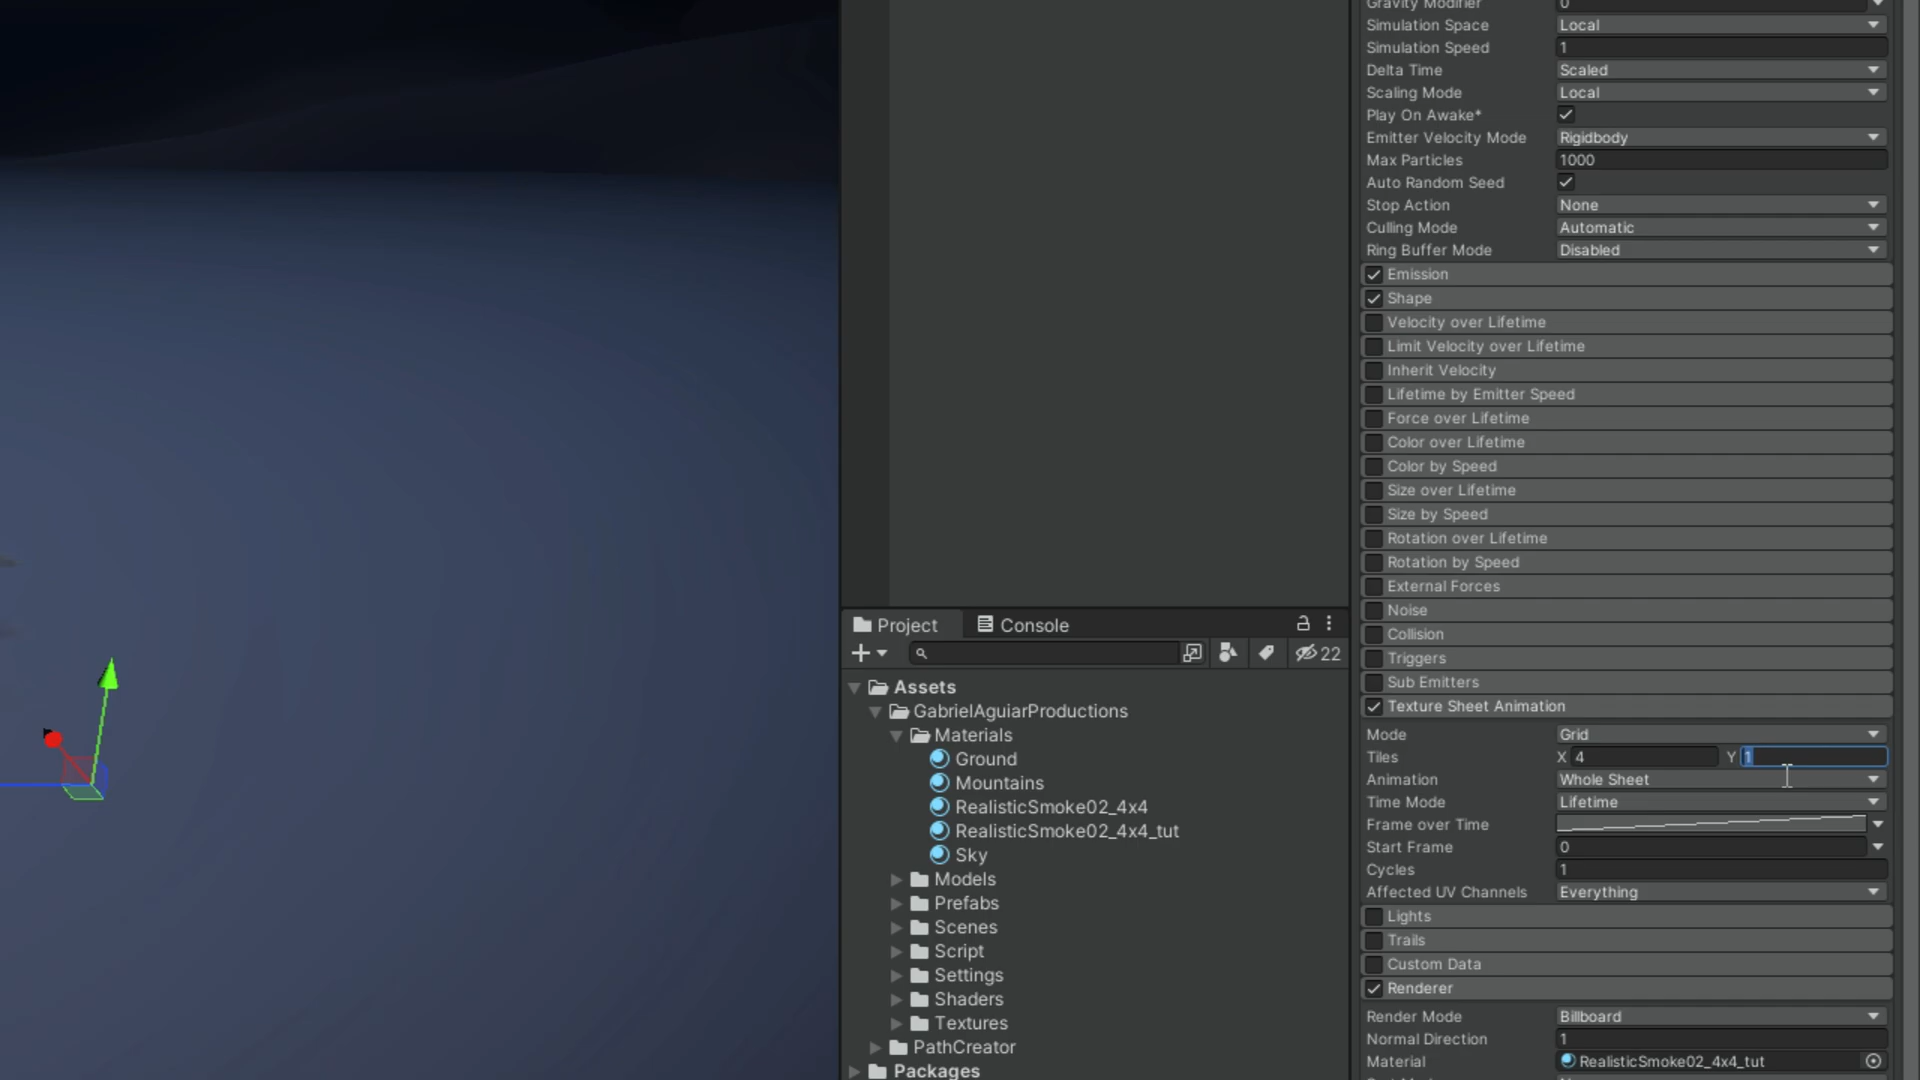 Gravity Modifier 0
Simulation Space Local
Simulation Speed 1
Delta Time Scaled
Scaling Mode Local
Play On Awake*
Emitter Velocity Mode Rigidbody
Max Particles 1000
Auto Random Seed
Stop Action None
Culling Mode Automatic
Ring Buffer Mode Disabled
Emission
Shape
Velocity over Lifetime
Limit Velocity over Lifetime
Inherit Velocity
Lifetime by Emitter Speed
Force over Lifetime
Color over Lifetime
Color by Speed
Size over Lifetime
Size by Speed
Rotation over Lifetime
Rotation by Speed
External Forces
Noise
Collision
Triggers
Sub Emitters
Texture Sheet Animation
Mode Grid
Tiles X 4 Y 1
Animation Whole Sheet
Time Mode Lifetime
Frame over Time
Start Frame 0
Cycles 1
Affected UV Channels Everything
Lights
Trails
Custom Data
Renderer
Render Mode Billboard
Normal Direction 1
Material RealisticSmoke02_4x4_tut
Project Console
22
Assets
GabrielAguiarProductions
Materials
Ground
Mountains
RealisticSmoke02_4x4
RealisticSmoke02_4x4_tut
Sky
Models
Prefabs
Scenes
Script
Settings
Shaders
Textures
PathCreator
Packages